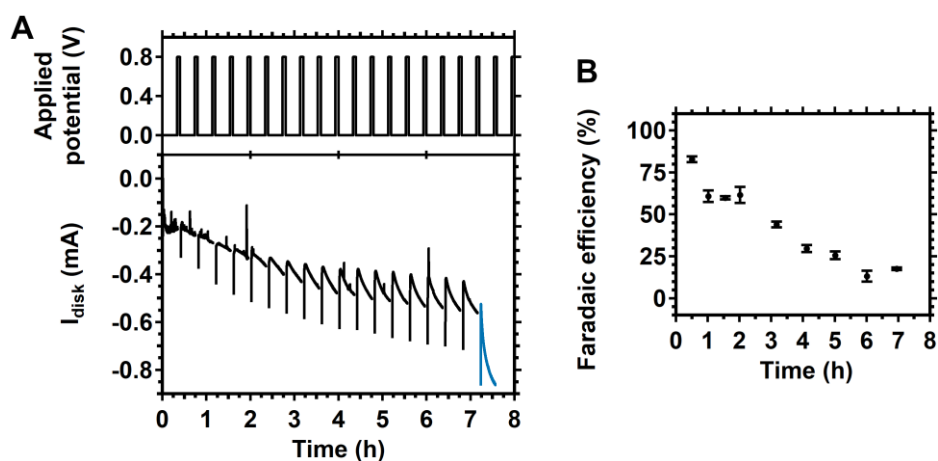 A
Applied
potential (V)
0.8
0.4
0.0
I_disk (mA)
0.0
-0.2
-0.4
-0.6
-0.8
0 1 2 3 4 5 6 7 8
Time (h)
B
Faradaic efficiency (%)
100
75
50
25
0
0 1 2 3 4 5 6 7 8
Time (h)